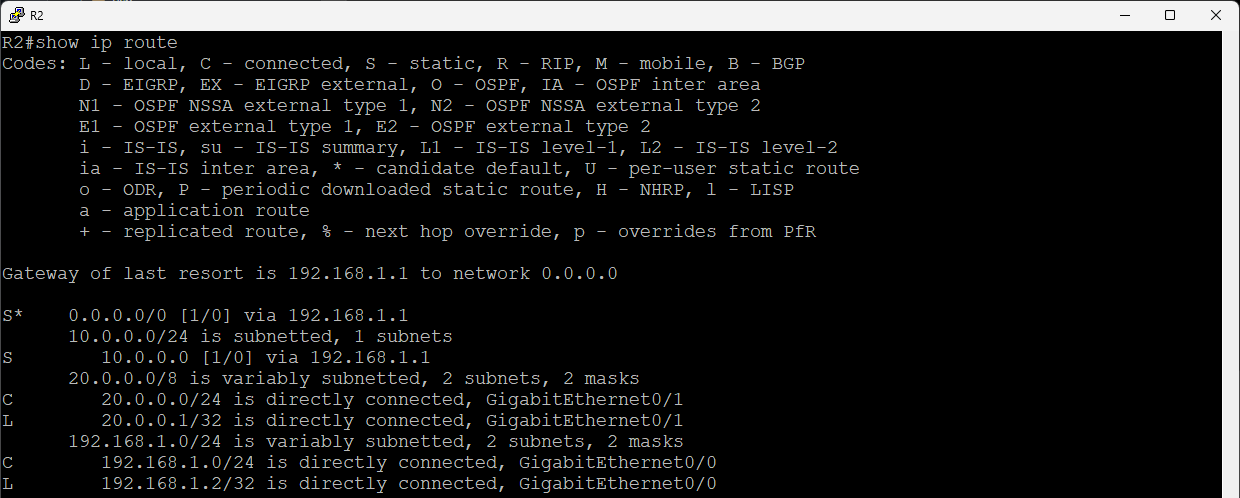 R2
R2#show ip route
Codes: L - local, C - connected, S - static, R - RIP, M - mobile, B - BGP
       D - EIGRP, EX - EIGRP external, O - OSPF, IA - OSPF inter area
       N1 - OSPF NSSA external type 1, N2 - OSPF NSSA external type 2
       E1 - OSPF external type 1, E2 - OSPF external type 2
       i - IS-IS, su - IS-IS summary, L1 - IS-IS level-1, L2 - IS-IS level-2
       ia - IS-IS inter area, * - candidate default, U - per-user static route
       o - ODR, P - periodic downloaded static route, H - NHRP, l - LISP
       a - application route
       + - replicated route, % - next hop override, p - overrides from PfR
Gateway of last resort is 192.168.1.1 to network 0.0.0.0
S*    0.0.0.0/0 [1/0] via 192.168.1.1
      10.0.0.0/24 is subnetted, 1 subnets
S        10.0.0.0 [1/0] via 192.168.1.1
      20.0.0.0/8 is variably subnetted, 2 subnets, 2 masks
C        20.0.0.0/24 is directly connected, GigabitEthernet0/1
L        20.0.0.1/32 is directly connected, GigabitEthernet0/1
      192.168.1.0/24 is variably subnetted, 2 subnets, 2 masks
C        192.168.1.0/24 is directly connected, GigabitEthernet0/0
L        192.168.1.2/32 is directly connected, GigabitEthernet0/0